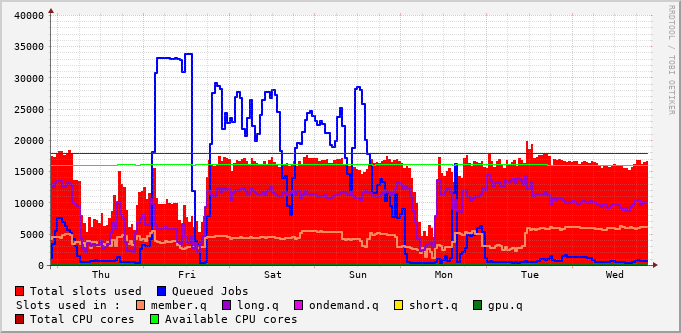 40000
35000
30000
25000
20000
15000
10000
5000
0
Thu Fri Sat Sun Mon Tue Wed
RRDTOOL / TOBI OETIKER
Total slots used Queued Jobs
Slots used in : member.q long.q ondemand.q short.q gpu.q
Total CPU cores Available CPU cores